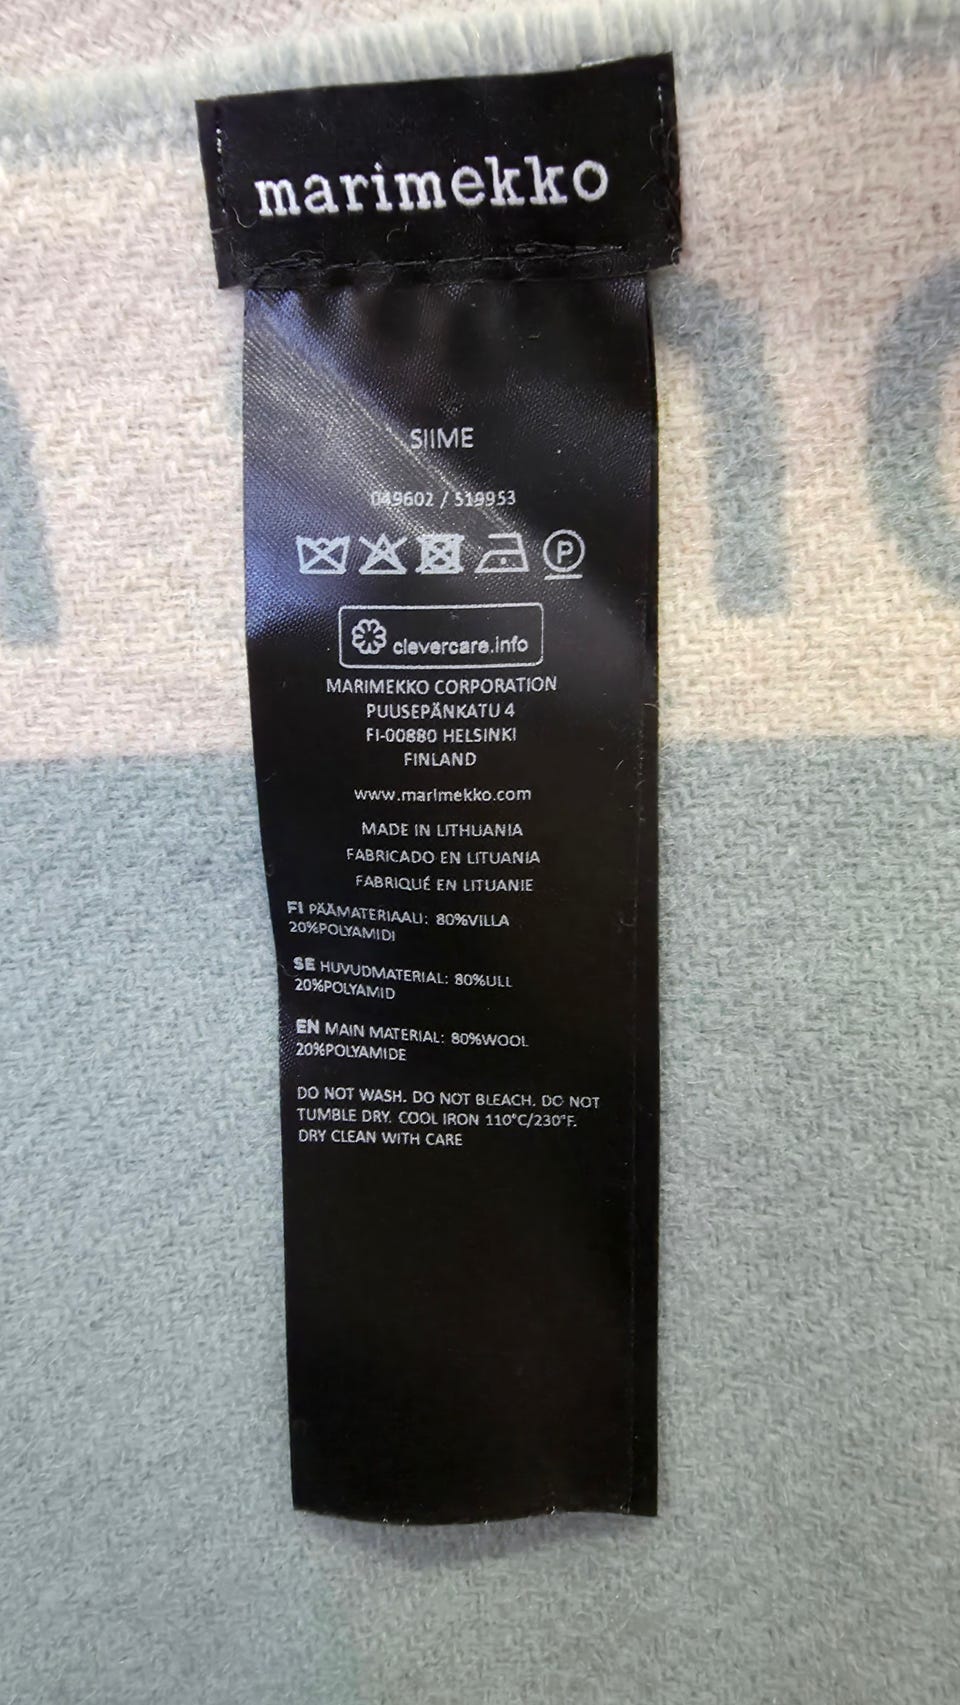 marimekko
SIIME
049602 / 519953
P
clevercare.info
MARIMEKKO CORPORATION
PUUSEPÄNKATU 4
FI-00880 HELSINKI
FINLAND
www.marimekko.com
MADE IN LITHUANIA
FABRICADO EN LITUANIA
FABRIQUÉ EN LITUANIE
FI PÄÄMATERIAALI: 80%VILLA
20%POLYAMIDI
SE HUVUDMATERIAL: 80%ULL
20%POLYAMID
EN MAIN MATERIAL: 80%WOOL
20%POLYAMIDE
DO NOT WASH. DO NOT BLEACH. DO NOT
TUMBLE DRY. COOL IRON 110°C/230°F.
DRY CLEAN WITH CARE